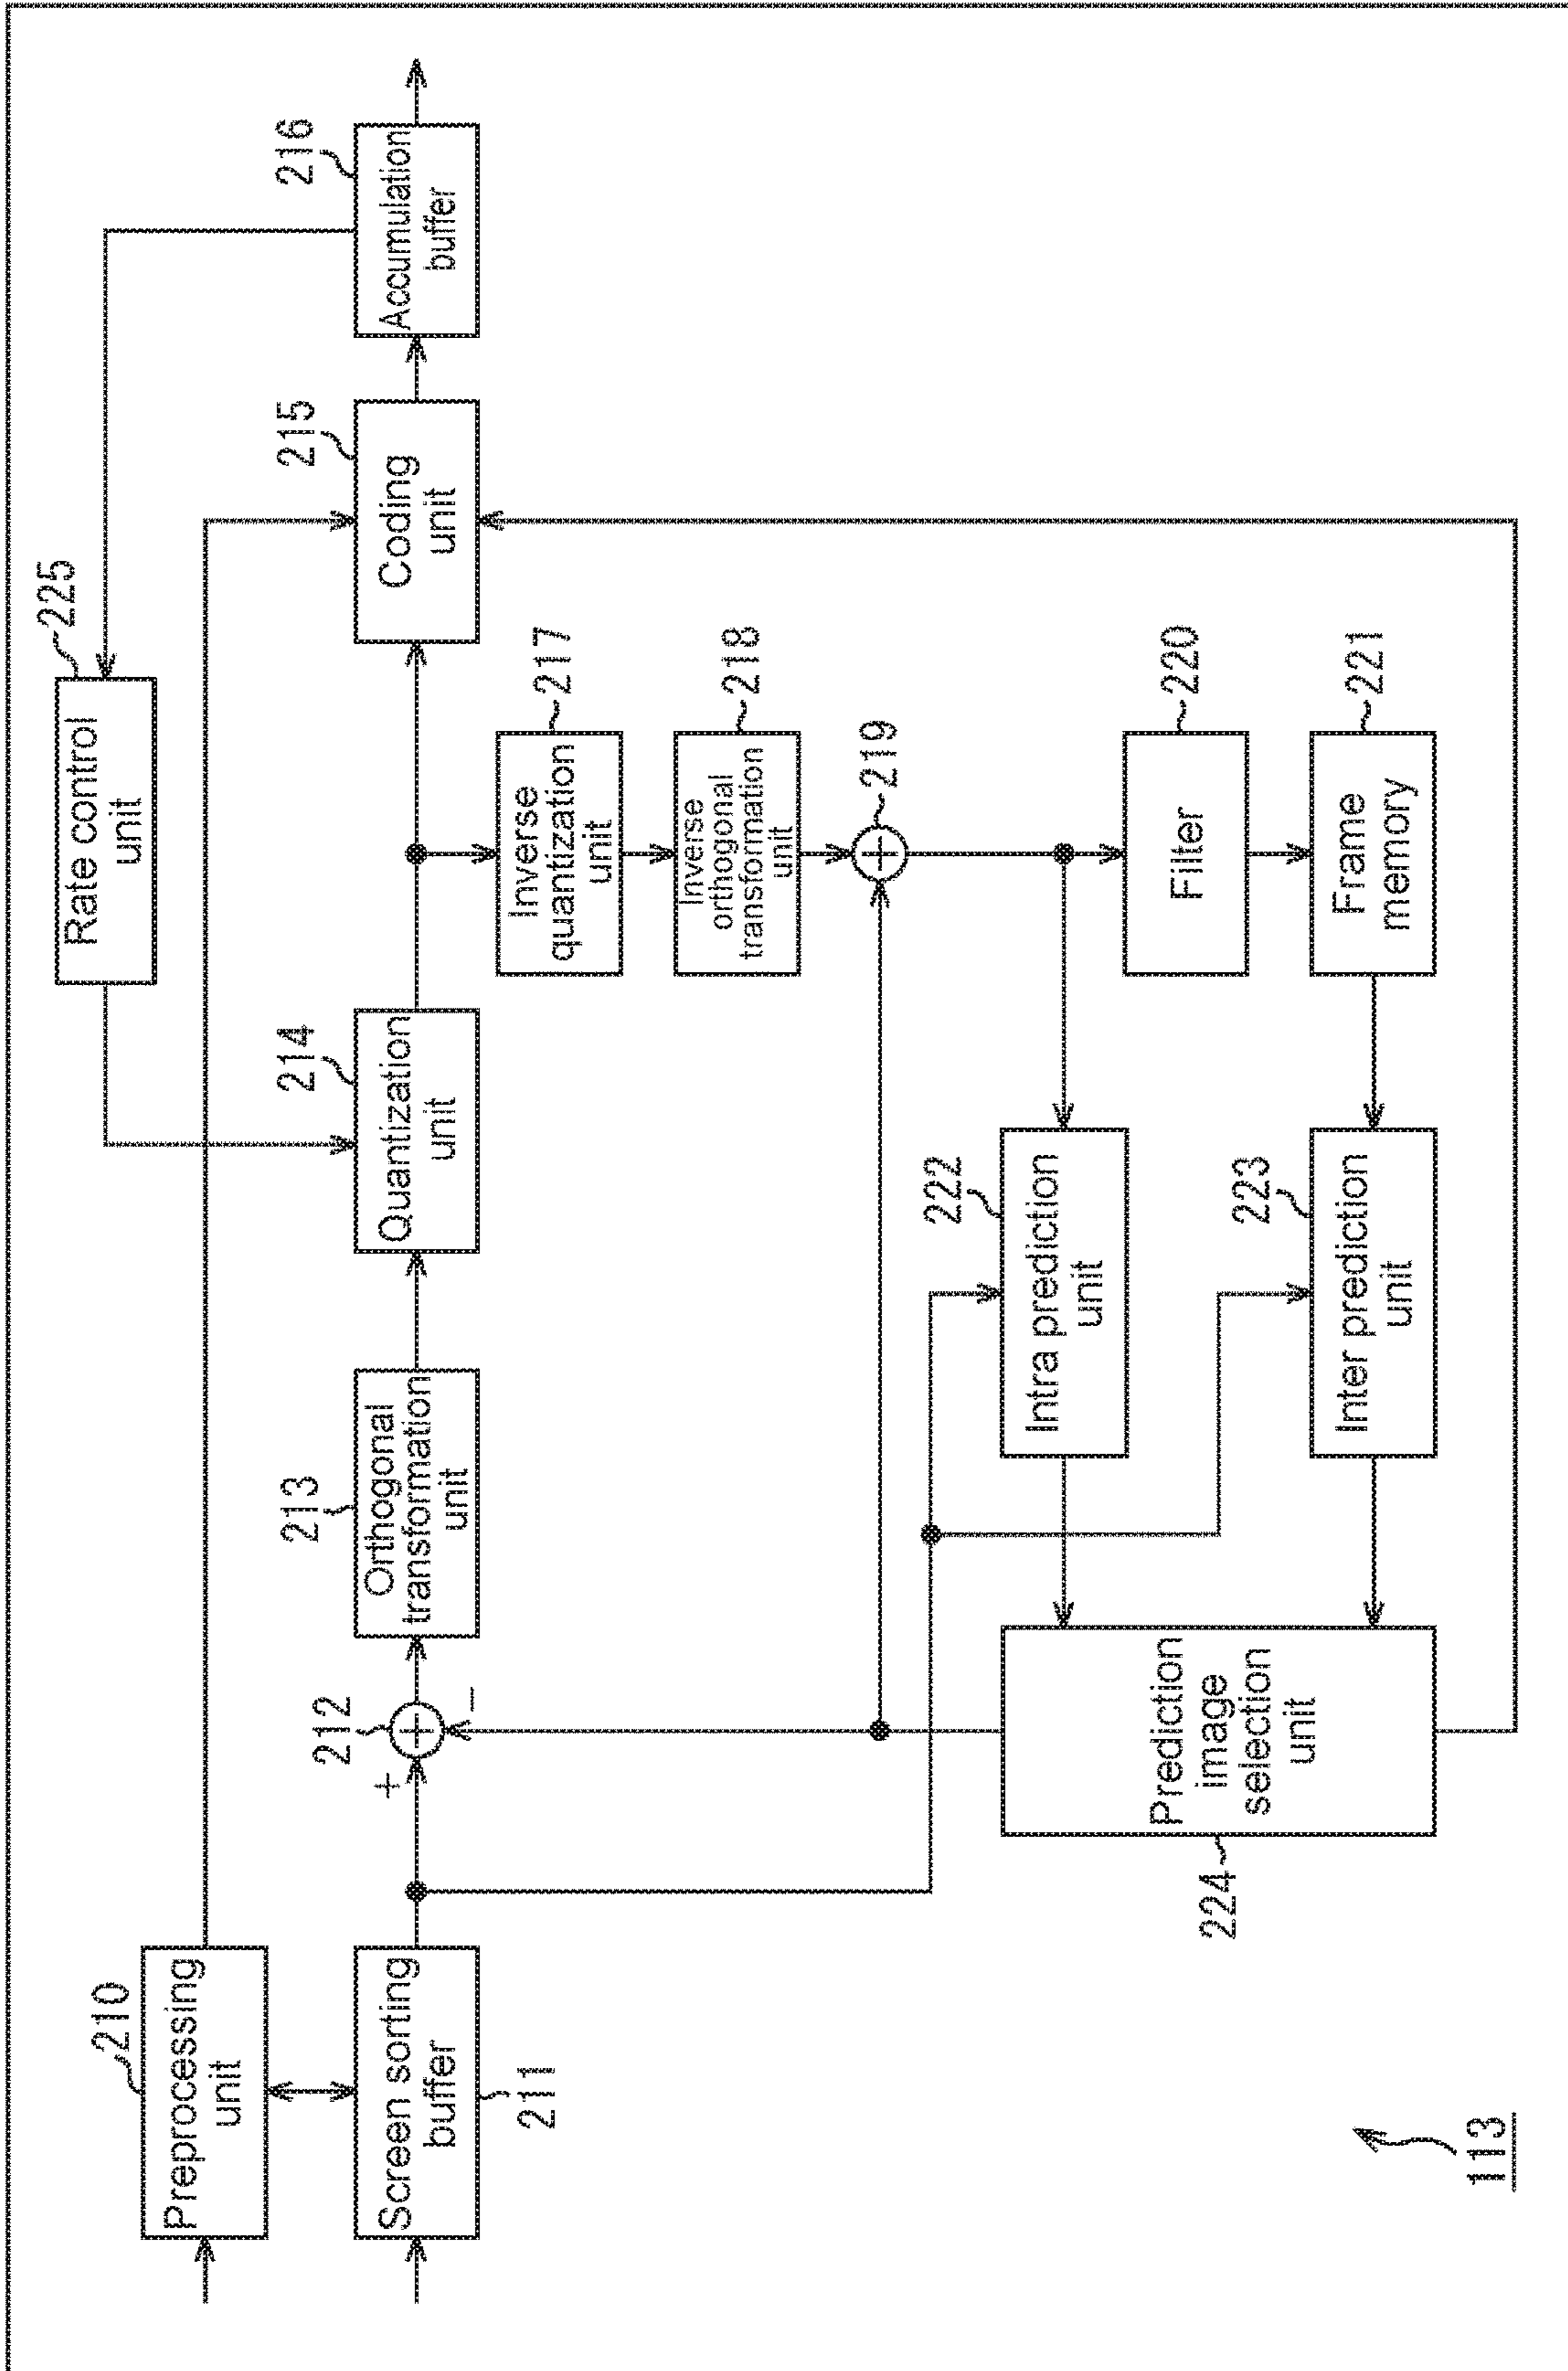 225
Rate control
unit
210
Preprocessing
unit
Screen sorting
buffer
211
+
212
−
213
Orthogonal
transformation
unit
214
Quantization
unit
215
Coding
unit
216
Accumulation
buffer
Inverse
quantization
unit
217
Inverse
orthogonal
transformation
unit
218
219
222
Intra prediction
unit
Filter
220
224
Prediction
image
selection
unit
223
Inter prediction
unit
Frame
memory
221
113